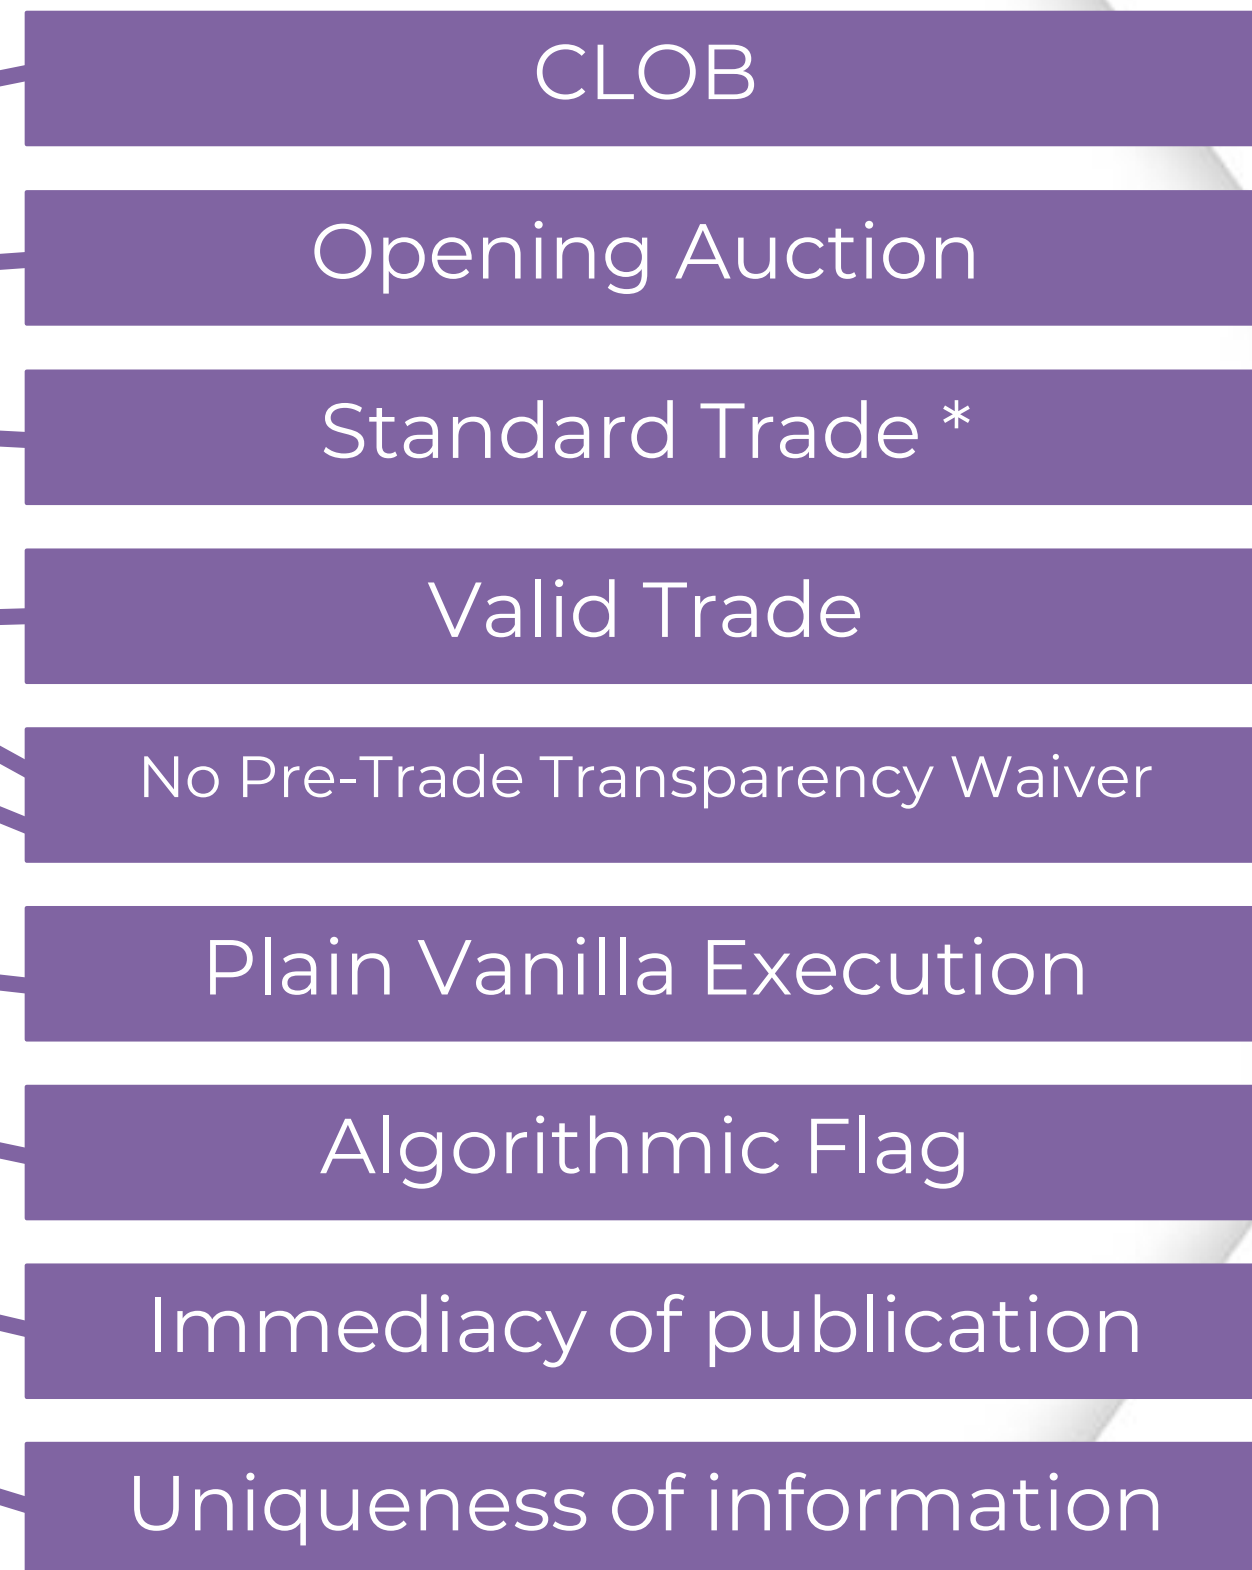 CLOB
Opening Auction
Standard Trade *
Valid Trade
No Pre-Trade Transparency Waiver
Plain Vanilla Execution
Algorithmic Flag
Immediacy of publication
Uniqueness of information